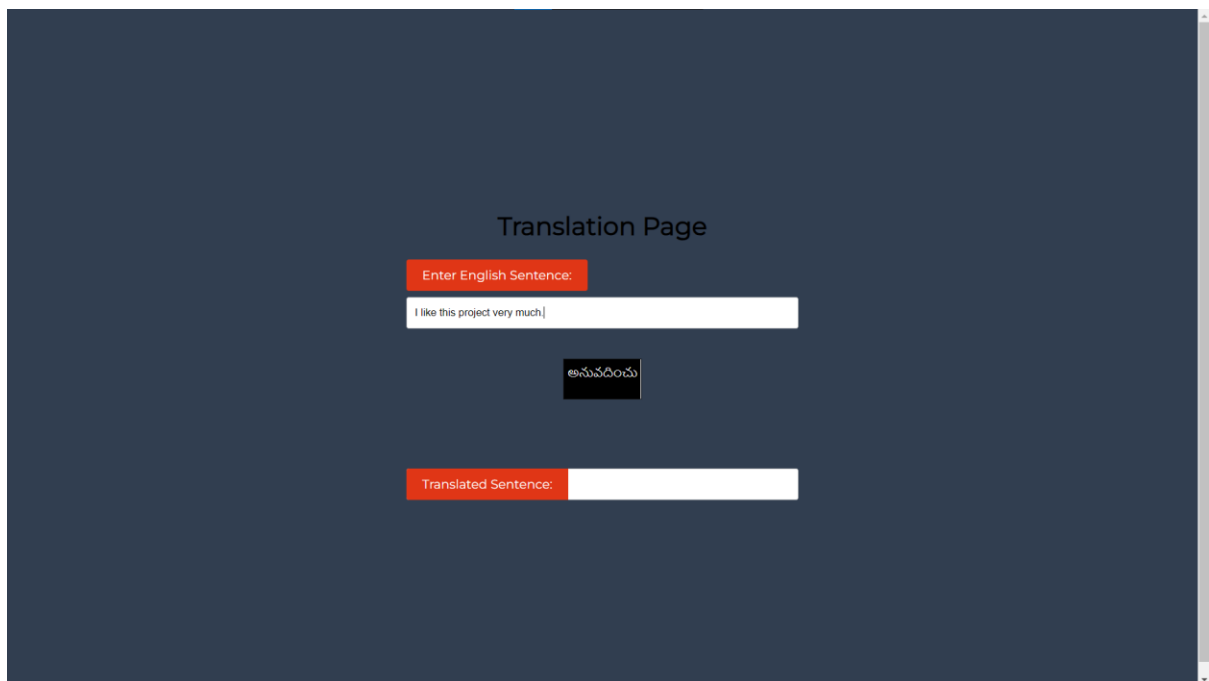 Translation Page
Enter English Sentence:
I like this project very much.
అనువదించు
Translated Sentence: